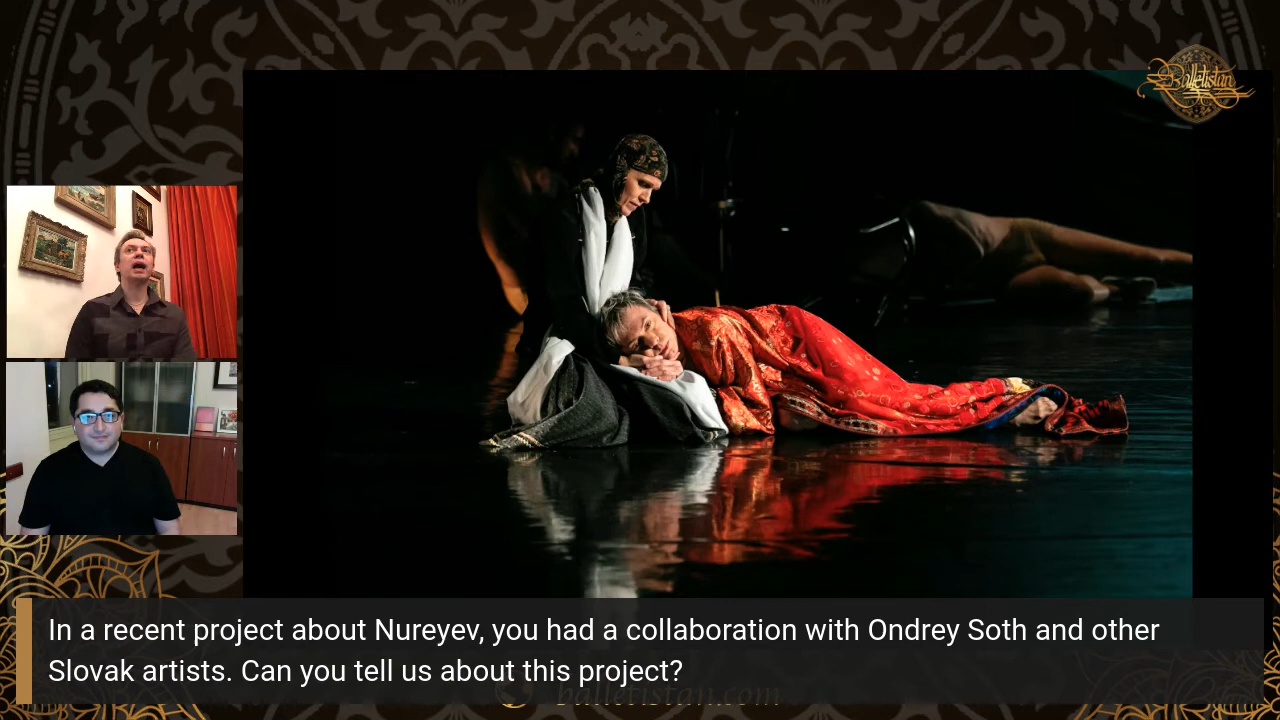 Balletistan
In a recent project about Nureyev, you had a collaboration with Ondrey Soth and other
Slovak artists. Can you tell us about this project?
balletistan.com